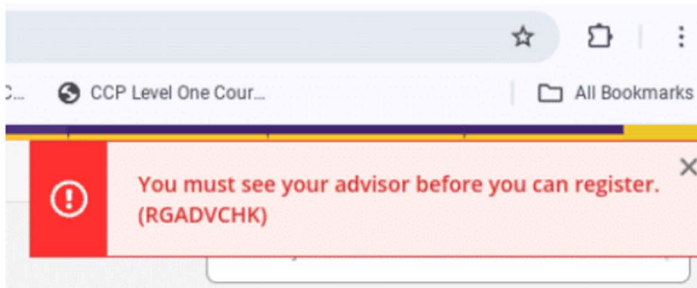 C...
CCP Level One Cour...
All Bookmarks
You must see your advisor before you can register.
(RGADVCHK)